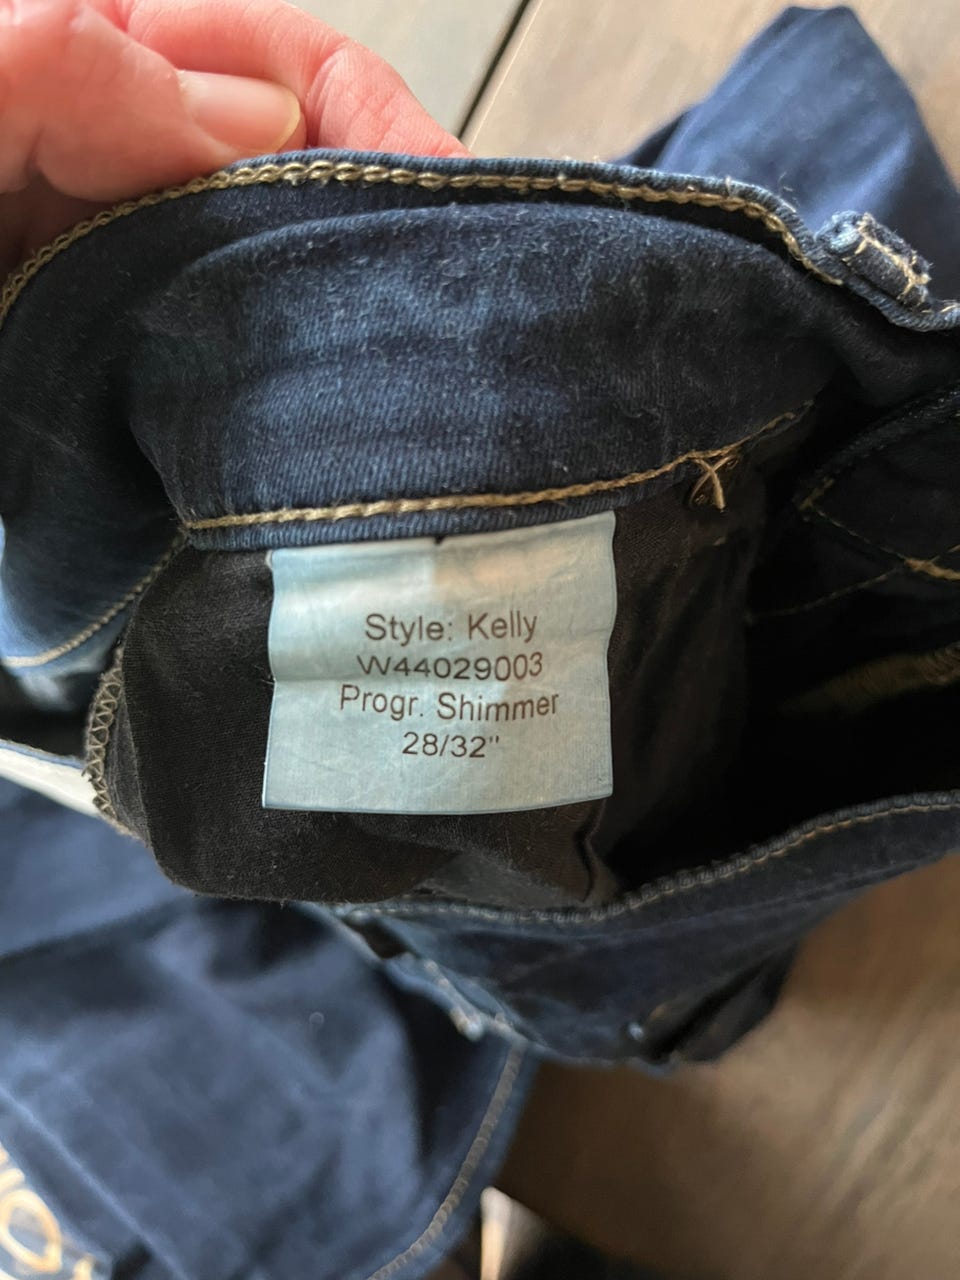 Style: Kelly
W44029003
Progr. Shimmer
28/32"